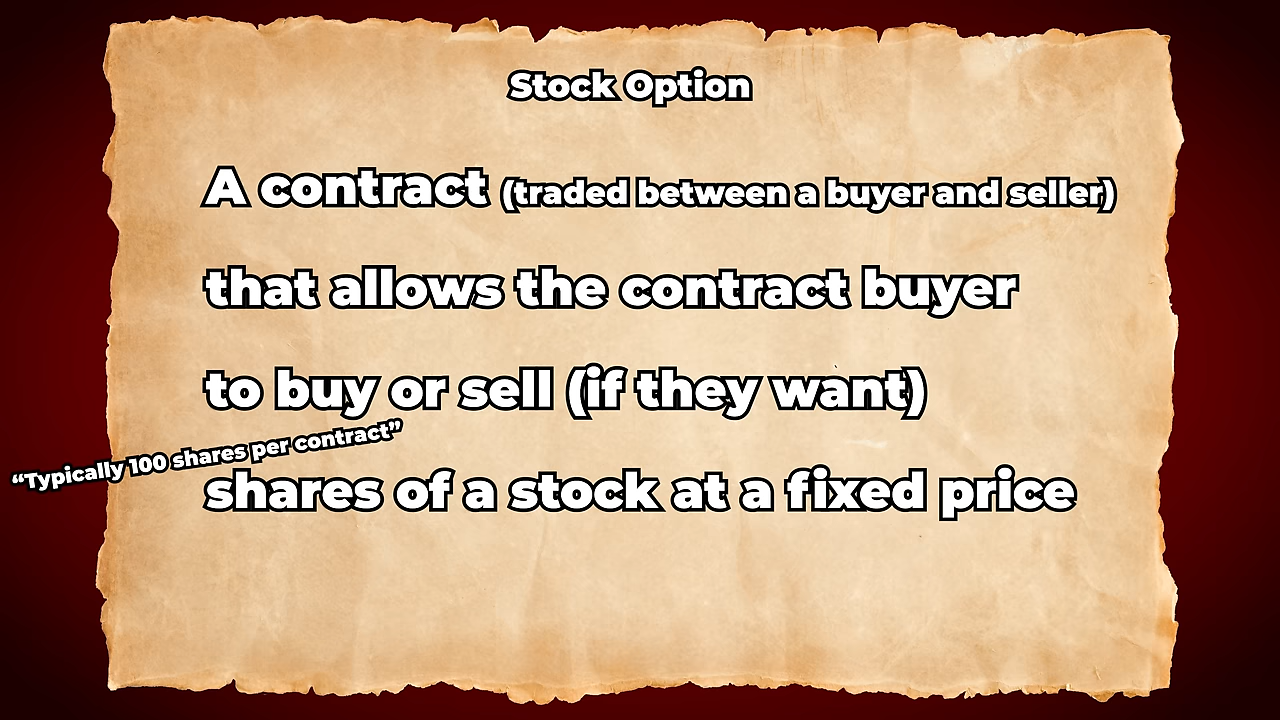 Stock Option
A contract (traded between a buyer and seller)
that allows the contract buyer
to buy or sell (if they want)
“Typically 100 shares per contract”
shares of a stock at a fixed price